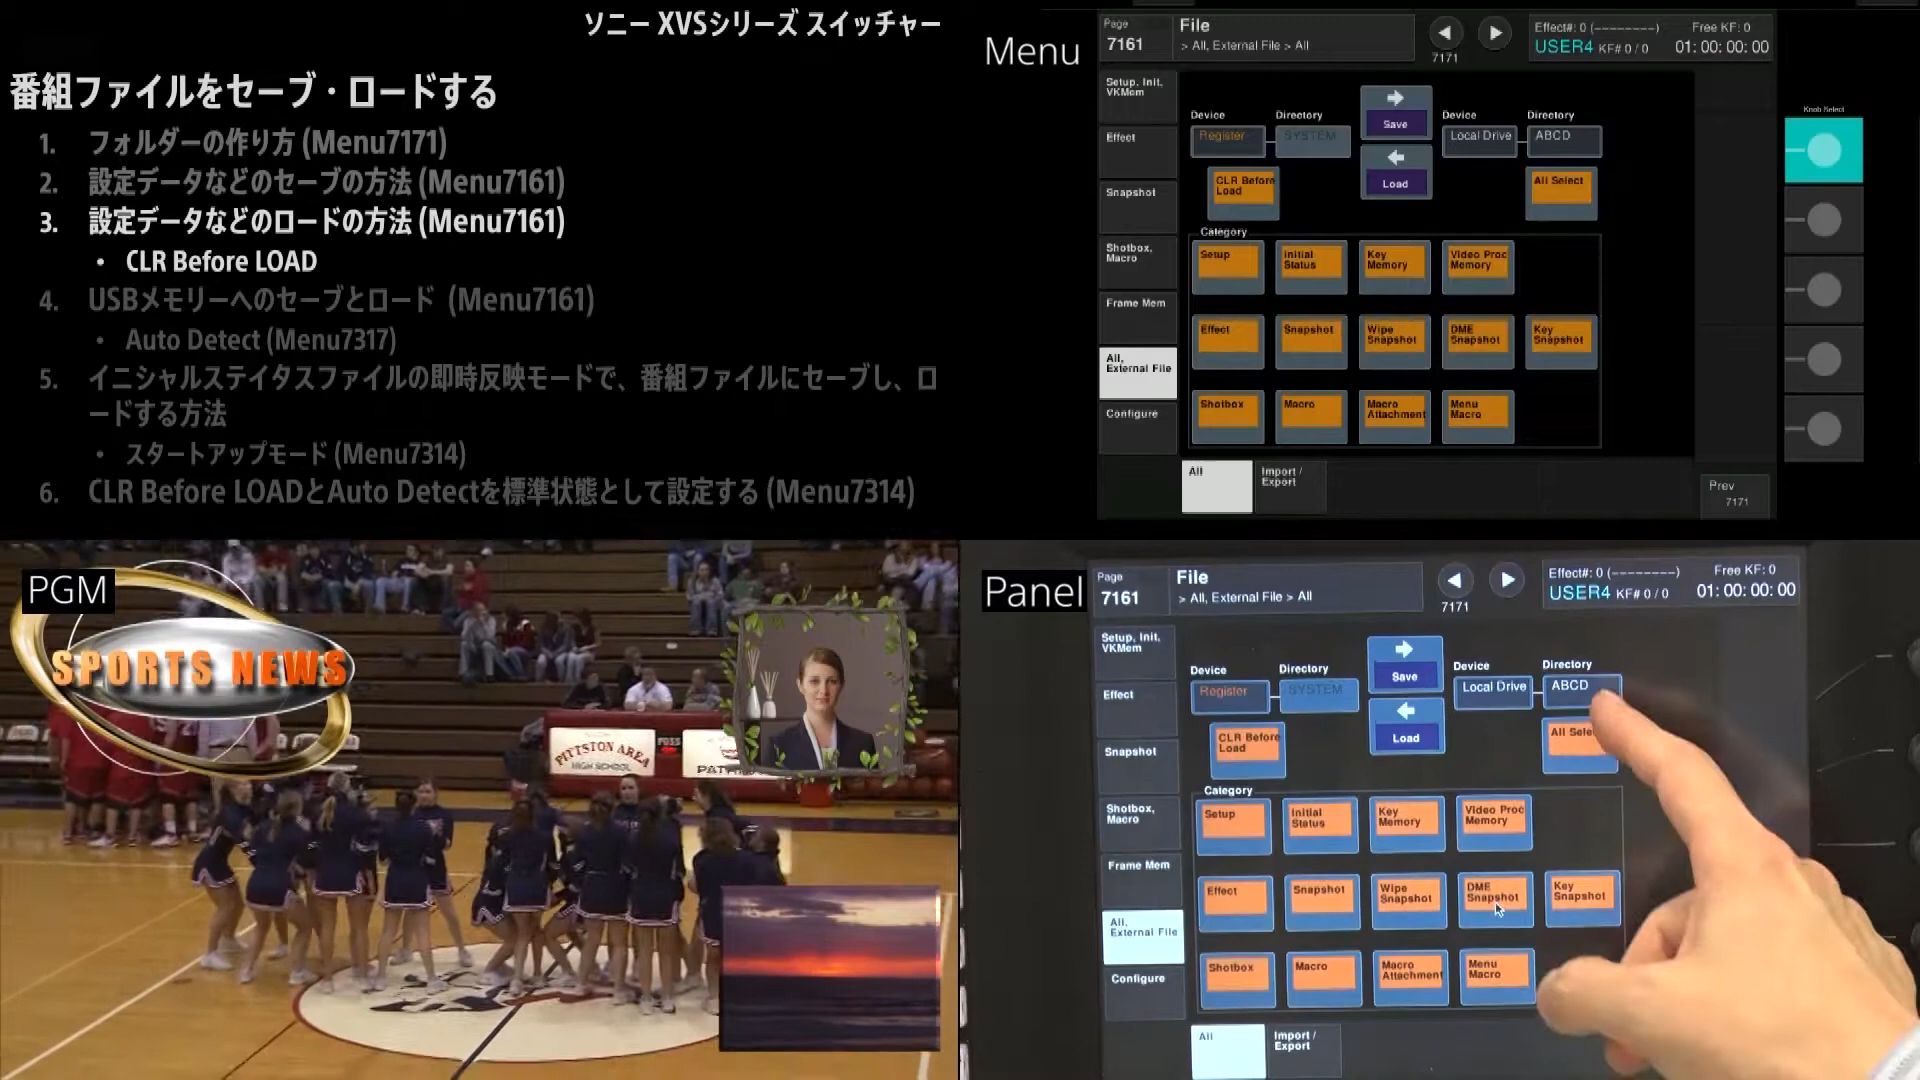 ソニー XVSシリーズ スイッチャー
番組ファイルをセーブ・ロードする
1. フォルダーの作り方 (Menu7171)
2. 設定データなどのセーブの方法 (Menu7161)
3. 設定データなどのロードの方法 (Menu7161)
• CLR Before LOAD
4. USBメモリーへのセーブとロード (Menu7161)
• Auto Detect (Menu7317)
5. イニシャルステイタスファイルの即時反映モードで、番組ファイルにセーブし、ロ
ードする方法
• スタートアップモード (Menu7314)
6. CLR Before LOADとAuto Detectを標準状態として設定する (Menu7314)
Menu
Page
7161
File
> All, External File > All
7171
Effect#: 0 (--------) Free KF: 0
USER4 KF# 0 / 0 01: 00: 00: 00
Setup, Init,
VKMem
Effect
Snapshot
Shotbox,
Macro
Frame Mem
All,
External File
Configure
Device Directory
Register SYSTEM
Save
Load
Device Directory
Local Drive ABCD
CLR Before
Load
All Select
Category
Setup
Initial
Status
Key
Memory
Video Proc
Memory
Effect
Snapshot
Wipe
Snapshot
DME
Snapshot
Key
Snapshot
Shotbox
Macro
Macro
Attachment
Menu
Macro
All
Import /
Export
Prev
7171
Knob Select
PGM
SPORTS NEWS
PITTSTON AREA
HIGH SCHOOL
Panel
Page
7161
File
> All, External File > All
7171
Effect#: 0 (--------) Free KF: 0
USER4 KF# 0 / 0 01: 00: 00: 00
Setup, Init,
VKMem
Effect
Snapshot
Shotbox,
Macro
Frame Mem
All,
External File
Configure
Device Directory
Register SYSTEM
Save
Load
Device Directory
Local Drive ABCD
CLR Before
Load
All Sele
Category
Setup
Initial
Status
Key
Memory
Video Proc
Memory
Effect
Snapshot
Wipe
Snapshot
DME
Snapshot
Key
Snapshot
Shotbox
Macro
Macro
Attachment
Menu
Macro
All
Import /
Export